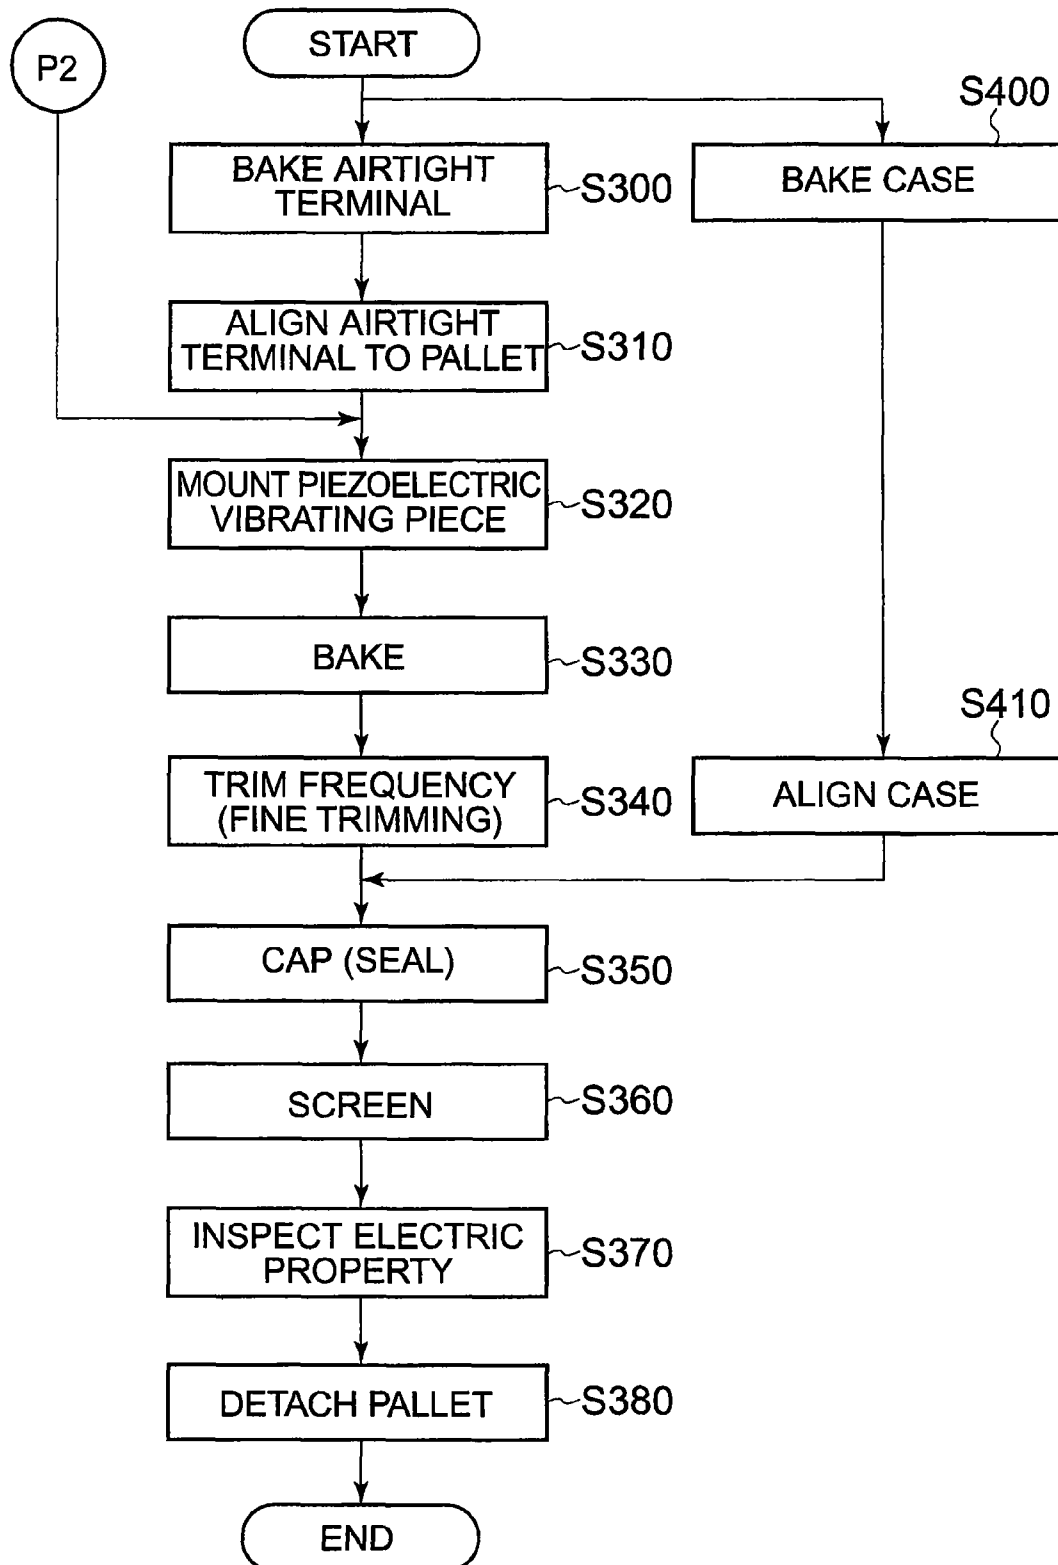 P2
START
S400
BAKE AIRTIGHT
TERMINAL
S300
BAKE CASE
ALIGN AIRTIGHT
TERMINAL TO PALLET
S310
MOUNT PIEZOELECTRIC
VIBRATING PIECE
S320
BAKE
S330
S410
TRIM FREQUENCY
(FINE TRIMMING)
S340
ALIGN CASE
CAP (SEAL)
S350
SCREEN
S360
INSPECT ELECTRIC
PROPERTY
S370
DETACH PALLET
S380
END